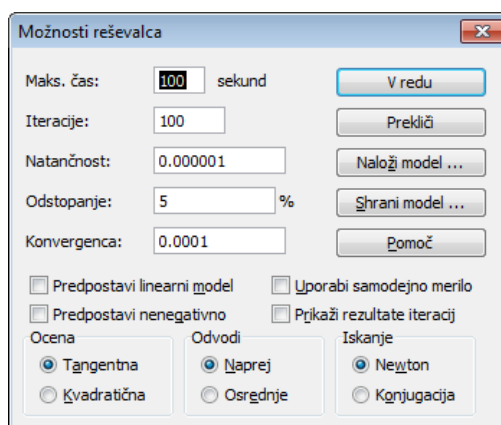 Možnosti reševalca
Maks. čas: 100 sekund V redu
Iteracije: 100 Prekliči
Natančnost: 0.000001 Naloži model ...
Odstopanje: 5 % Shrani model ...
Konvergenca: 0.0001 Pomoč
Predpostavi linearni model Uporabi samodejno merilo
Predpostavi nenegativno Prikaži rezultate iteracij
Ocena Odvodi Iskanje
Tangentna Naprej Newton
Kvadratična Osrednje Konjugacija